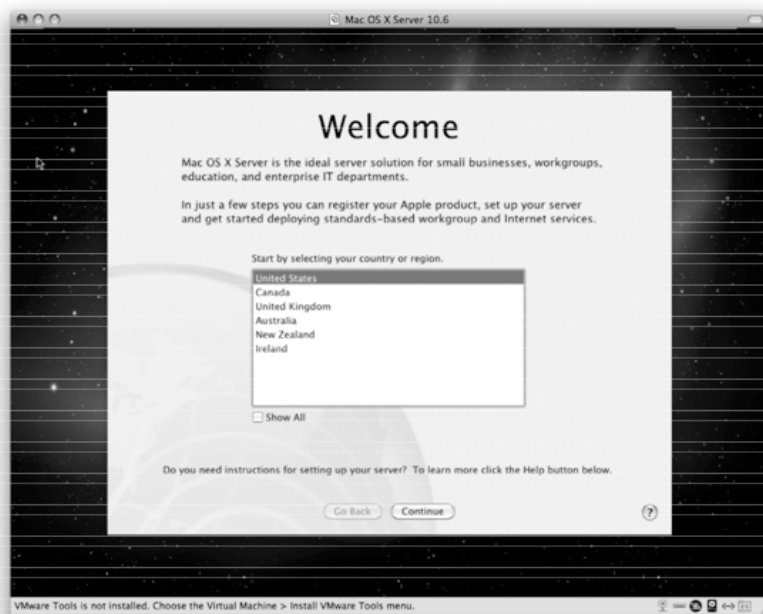 Mac OS X Server 10.6
Welcome
Mac OS X Server is the ideal server solution for small businesses, workgroups,
education, and enterprise IT departments.
In just a few steps you can register your Apple product, set up your server
and get started deploying standards-based workgroup and Internet services.
Start by selecting your country or region.
United States
Canada
United Kingdom
Australia
New Zealand
Ireland
Show All
Do you need instructions for setting up your server? To learn more click the Help button below.
Go Back
Continue
?
VMware Tools is not installed. Choose the Virtual Machine > Install VMware Tools menu.